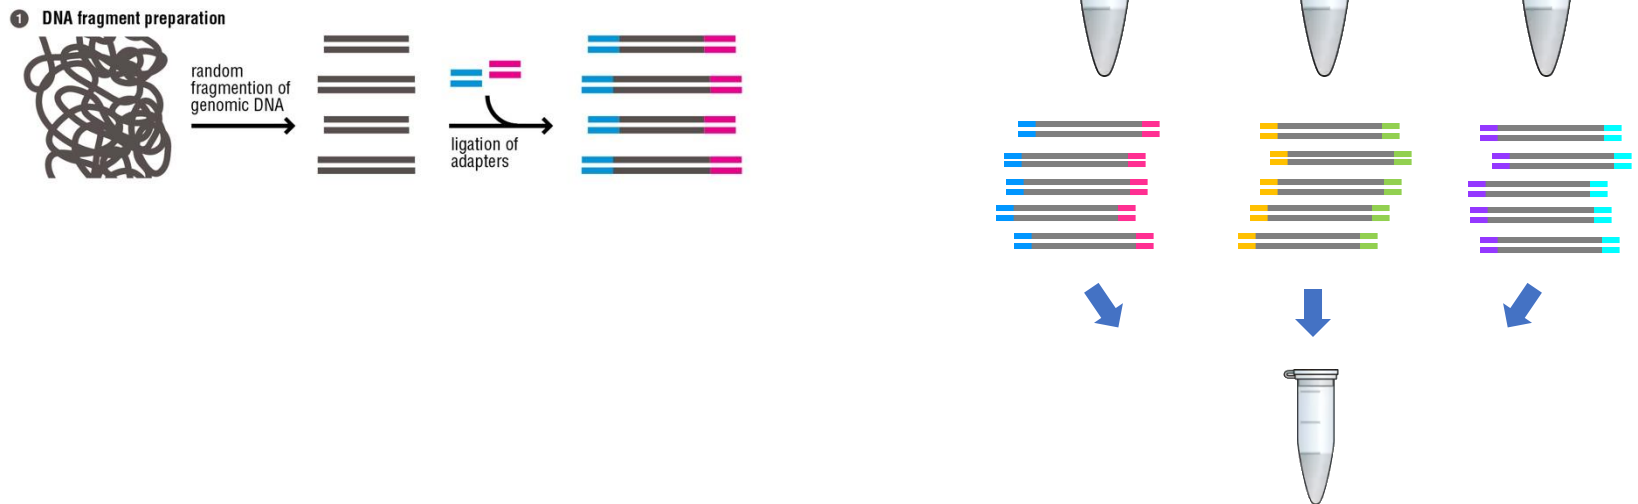 1 DNA fragment preparation
random
fragmention of
genomic DNA
ligation of
adapters